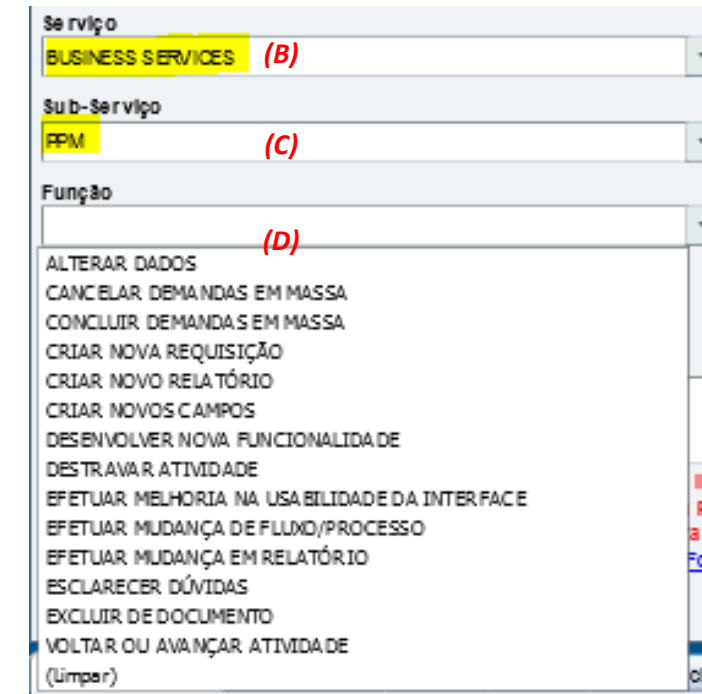 Serviço
BUSINESS SERVICES (B)
Sub-Serviço
PPM (C)
Função
(D)
ALTERAR DADOS
CANCELAR DEMANDAS EM MASSA
CONCLUIR DEMANDAS EM MASSA
CRIAR NOVA REQUISIÇÃO
CRIAR NOVO RELATÓRIO
CRIAR NOVOS CAMPOS
DESENVOLVER NOVA FUNCIONALIDADE
DESTRAVAR ATIVIDADE
EFETUAR MELHORIA NA USABILIDADE DA INTERFACE
EFETUAR MUDANÇA DE FLUXO/PROCESSO
EFETUAR MUDANÇA EM RELATÓRIO
ESCLARECER DÚVIDAS
EXCLUIR DE DOCUMENTO
VOLTAR OU AVANÇAR ATIVIDADE
(Limpar)